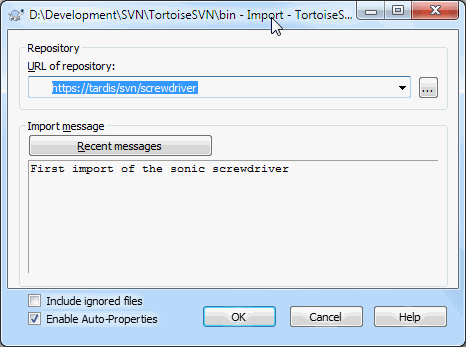 D:\Development\SVN\TortoiseSVN\bin - Import - TortoiseS...
Repository
URL of repository:
https://tardis/svn/screwdriver
...
Import message
Recent messages
First import of the sonic screwdriver
Include ignored files
Enable Auto-Properties
OK
Cancel
Help